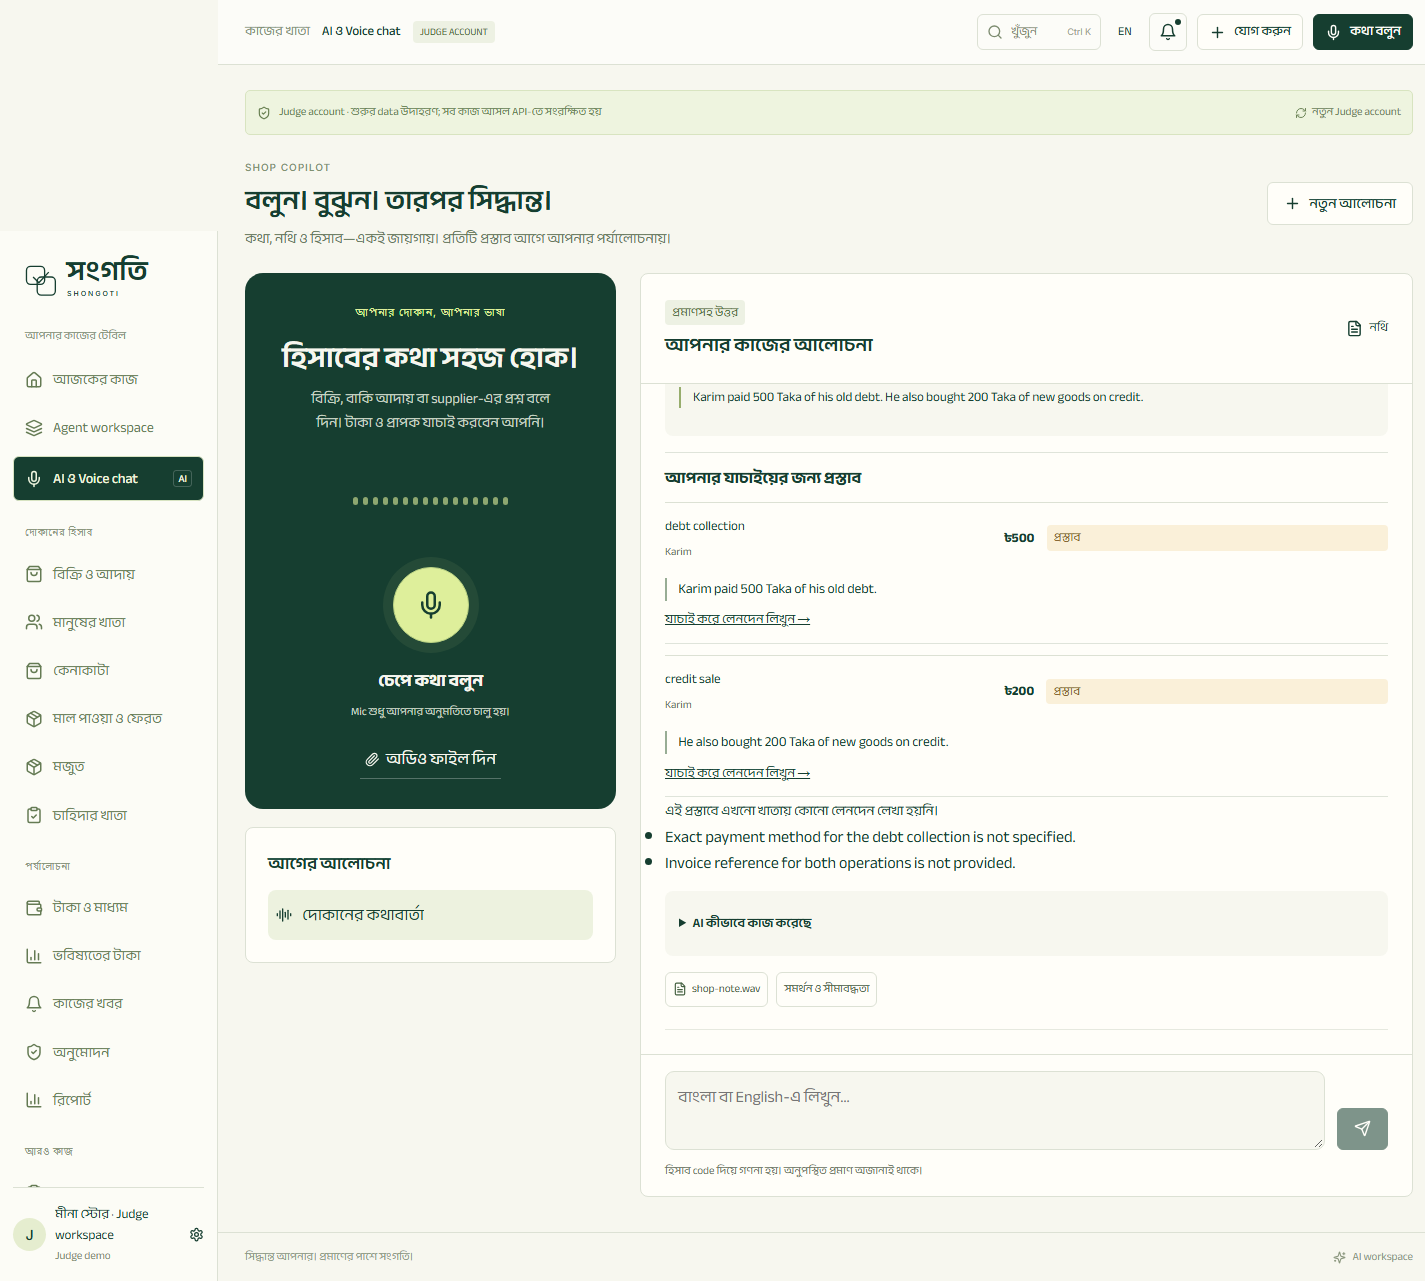 কাজের খাতা AI ও Voice chat JUDGE ACCOUNT
খুঁজুন Ctrl K EN যোগ করুন কথা বলুন
Judge account · শুরুর data উদাহরণ; সব কাজ আসল API-তে সংরক্ষিত হয়
নতুন Judge account
SHOP COPILOT
বলুন। বুঝুন। তারপর সিদ্ধান্ত।
কথা, নথি ও হিসাব—একই জায়গায়। প্রতিটি প্রস্তাব আগে আপনার পর্যালোচনায়।
নতুন আলোচনা
সংগতি
SHONGOTI
আপনার কাজের টেবিল
আজকের কাজ
Agent workspace
AI ও Voice chat AI
দোকানের হিসাব
বিক্রি ও আদায়
মানুষের খাতা
কেনাকাটা
মাল পাওয়া ও ফেরত
মজুত
চাহিদার খাতা
পর্যালোচনা
টাকা ও মাধ্যম
ভবিষ্যতের টাকা
কাজের খবর
অনুমোদন
রিপোর্ট
আরও কাজ
J
মীনা স্টোর · Judge
workspace
Judge demo
আপনার দোকান, আপনার ভাষা
হিসাবের কথা সহজ হোক।
বিক্রি, বাকি আদায় বা supplier-এর প্রশ্ন বলে
দিন। টাকা ও প্রাপক যাচাই করবেন আপনি।
চেপে কথা বলুন
Mic শুধু আপনার অনুমতিতে চালু হয়।
অডিও ফাইল দিন
আগের আলোচনা
দোকানের কথাবার্তা
প্রমাণসহ উত্তর
আপনার কাজের আলোচনা
নথি
Karim paid 500 Taka of his old debt. He also bought 200 Taka of new goods on credit.
আপনার যাচাইয়ের জন্য প্রস্তাব
debt collection
Karim
৳500 প্রস্তাব
Karim paid 500 Taka of his old debt.
যাচাই করে লেনদেন লিখুন →
credit sale
Karim
৳200 প্রস্তাব
He also bought 200 Taka of new goods on credit.
যাচাই করে লেনদেন লিখুন →
এই প্রস্তাবে এখনো খাতায় কোনো লেনদেন লেখা হয়নি।
Exact payment method for the debt collection is not specified.
Invoice reference for both operations is not provided.
AI কীভাবে কাজ করেছে
shop-note.wav সমর্থন ও সীমাবদ্ধতা
বাংলা বা English-এ লিখুন...
হিসাব code দিয়ে গণনা হয়। অনুপস্থিত প্রমাণ অজানাই থাকে।
সিদ্ধান্ত আপনার। প্রমাণের পাশে সংগতি।
AI workspace